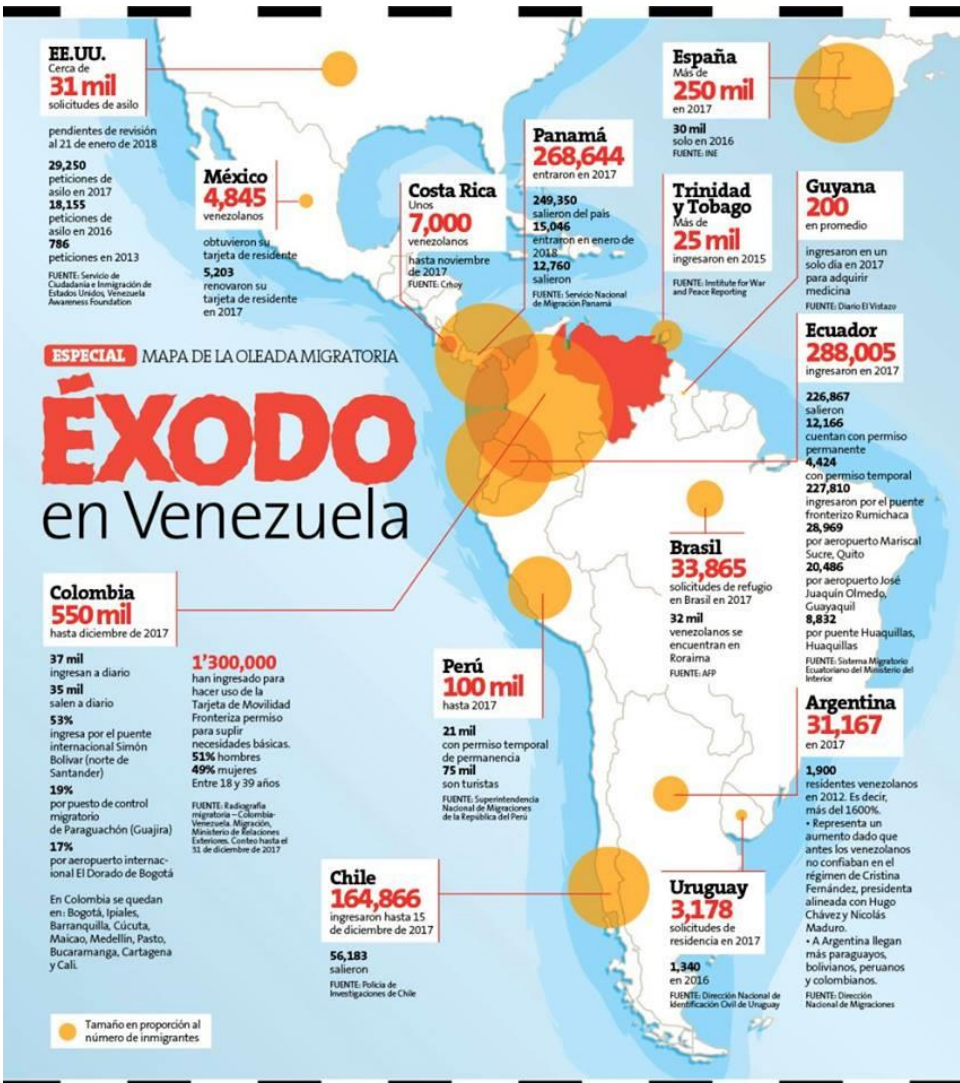 EE.UU.
Cerca de
31 mil
solicitudes de asilo
pendientes de revisión
al 21 de enero de 2018
29,250
peticiones de
asilo en 2017
18,155
peticiones de
asilo en 2016
786
peticiones en 2013
FUENTE: Servicio de
Ciudadanía e Inmigración de
Estados Unidos, Venezuela
Awareness Foundation
México
4,845
venezolanos
obtuvieron su
tarjeta de residente
5,203
renovaron su
tarjeta de residente
en 2017
Costa Rica
Unos
7,000
venezolanos
hasta noviembre
de 2017
FUENTE: Crhoy
Panamá
268,644
entraron en 2017
249,350
salieron del país
15,046
entraron en enero de
2018
12,760
salieron
FUENTE: Servicio Nacional
de Migración Panamá
España
Más de
250 mil
en 2017
30 mil
solo en 2016
FUENTE: INE
Trinidad
y Tobago
Más de
25 mil
ingresaron en 2015
FUENTE: Institute for War
and Peace Reporting
Guyana
200
en promedio
ingresaron en un
solo día en 2017
para adquirir
medicina
FUENTE: Diario El Vistazo
ESPECIAL MAPA DE LA OLEADA MIGRATORIA
ÉXODO
en Venezuela
Ecuador
288,005
ingresaron en 2017
226,867
salieron
12,166
cuentan con permiso
permanente
4,424
con permiso temporal
227,810
ingresaron por el puente
fronterizo Rumichaca
28,969
por aeropuerto Mariscal
Sucre, Quito
20,486
por aeropuerto José
Juaquín Olmedo,
Guayaquil
8,832
por puente Huaquillas,
Huaquillas
FUENTE: Sistema Migratorio
Ecuatoriano del Ministerio del
Interior
Colombia
550 mil
hasta diciembre de 2017
37 mil
ingresan a diario
35 mil
salen a diario
53%
ingresa por el puente
internacional Simón
Bolívar (norte de
Santander)
19%
por puesto de control
migratorio
de Paraguachón (Guajira)
17%
por aeropuerto internac-
ional El Dorado de Bogotá
En Colombia se quedan
en: Bogotá, Ipiales,
Barranquilla, Cúcuta,
Maicao, Medellín, Pasto,
Bucaramanga, Cartagena
y Cali.
1'300,000
han ingresado para
hacer uso de la
Tarjeta de Movilidad
Fronteriza permiso
para suplir
necesidades básicas.
51% hombres
49% mujeres
Entre 18 y 39 años
FUENTE: Radiografía
migratoria – Colombia-
Venezuela. Migración,
Ministerio de Relaciones
Exteriores. Conteo hasta el
31 de diciembre de 2017
Perú
100 mil
hasta 2017
21 mil
con permiso temporal
de permanencia
75 mil
son turistas
FUENTE: Superintendencia
Nacional de Migraciones
de la República del Perú
Brasil
33,865
solicitudes de refugio
en Brasil en 2017
32 mil
venezolanos se
encuentran en
Roraima
FUENTE: AFP
Argentina
31,167
en 2017
1,900
residentes venezolanos
en 2012. Es decir,
más del 1600%.
• Representa un
aumento dado que
antes los venezolanos
no confiaban en el
régimen de Cristina
Fernández, presidenta
alineada con Hugo
Chávez y Nicolás
Maduro.
• A Argentina llegan
más paraguayos,
bolivianos, peruanos
y colombianos.
FUENTE: Dirección
Nacional de Migraciones
Chile
164,866
ingresaron hasta 15
de diciembre de 2017
56,183
salieron
FUENTE: Policía de
Investigaciones de Chile
Uruguay
3,178
solicitudes de
residencia en 2017
1,340
en 2016
FUENTE: Dirección Nacional de
Identificación Civil de Uruguay
Tamaño en proporción al
número de inmigrantes